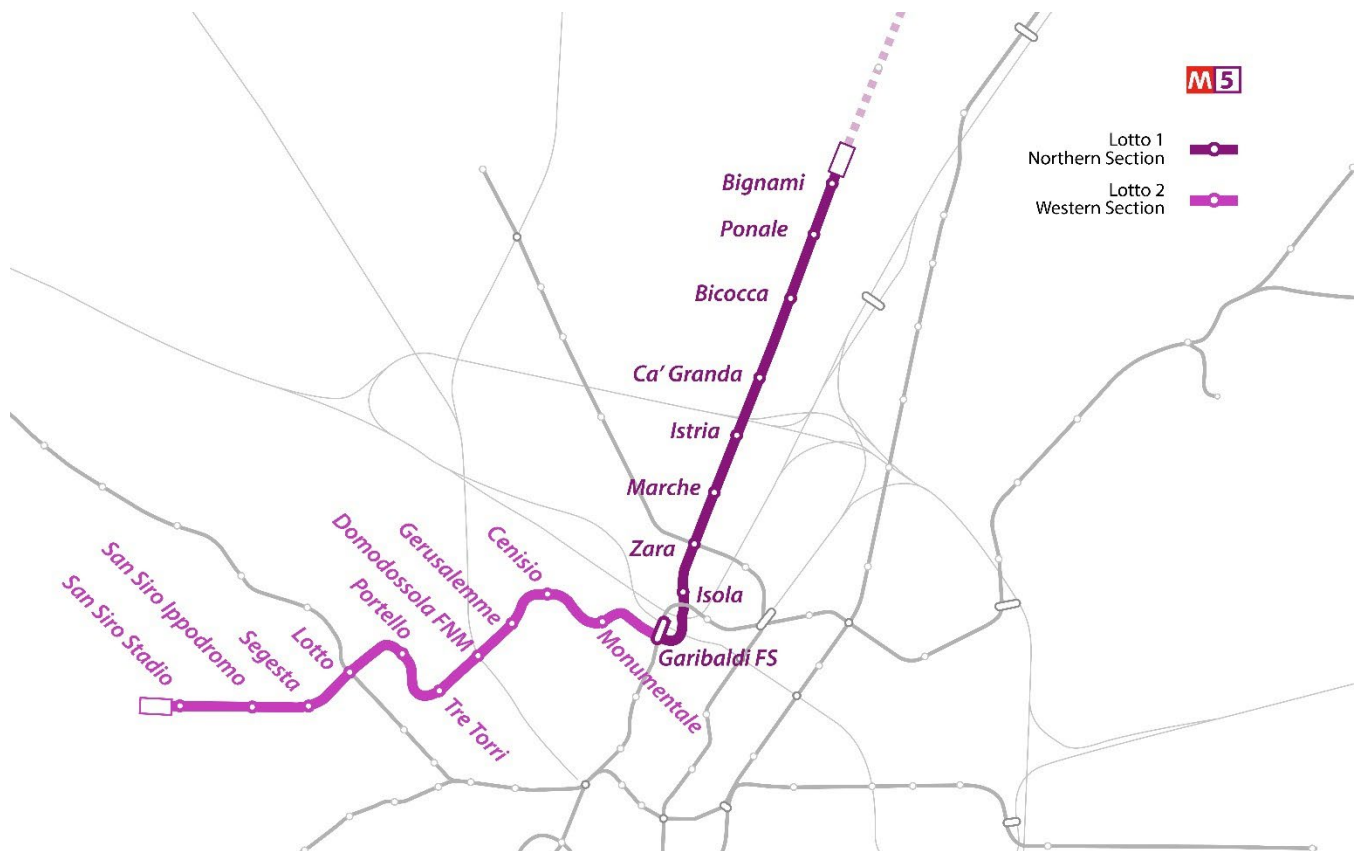 M 5
Lotto 1
Northern Section
Lotto 2
Western Section
Bignami
Ponale
Bicocca
Ca' Granda
Istria
Marche
Zara
Isola
Garibaldi FS
Monumentale
Cenisio
Gerusalemme
Domodossola FNM
Tre Torri
Portello
Lotto
Segesta
San Siro Ippodromo
San Siro Stadio